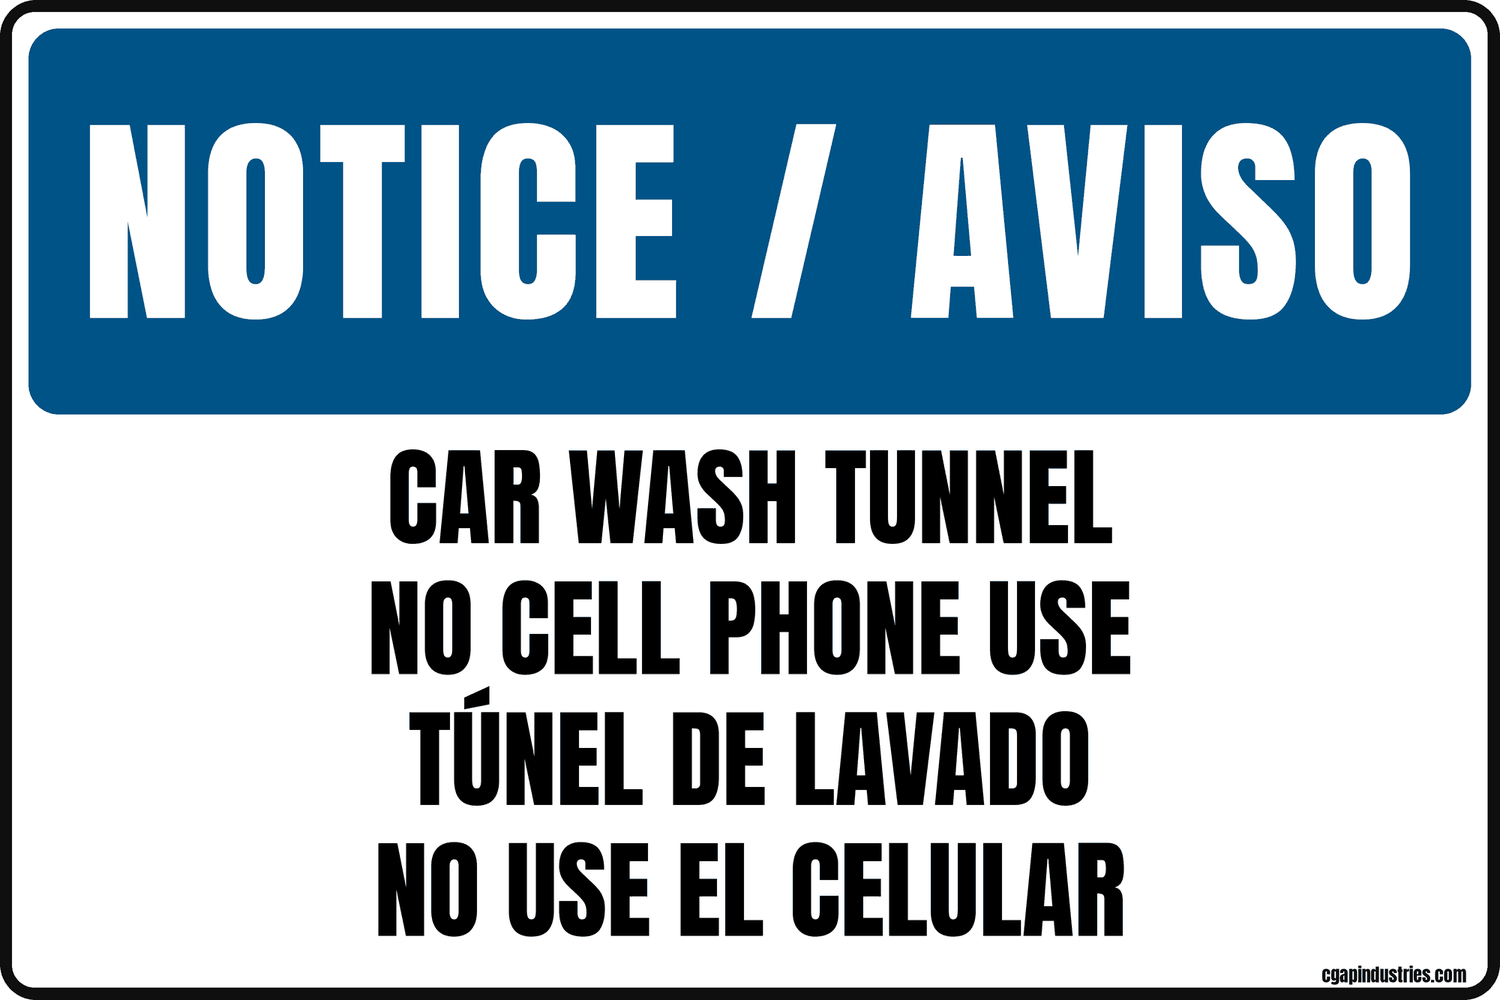 NOTICE / AVISO
CAR WASH TUNNEL
NO CELL PHONE USE
TÚNEL DE LAVADO
NO USE EL CELULAR
cgapindustries.com